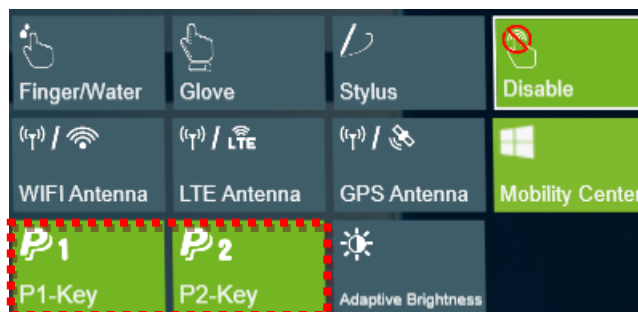 Finger/Water
Glove
Stylus
Disable
LTE
WIFI Antenna
LTE Antenna
GPS Antenna
Mobility Center
P1
P2
P1-Key
P2-Key
Adaptive Brightness